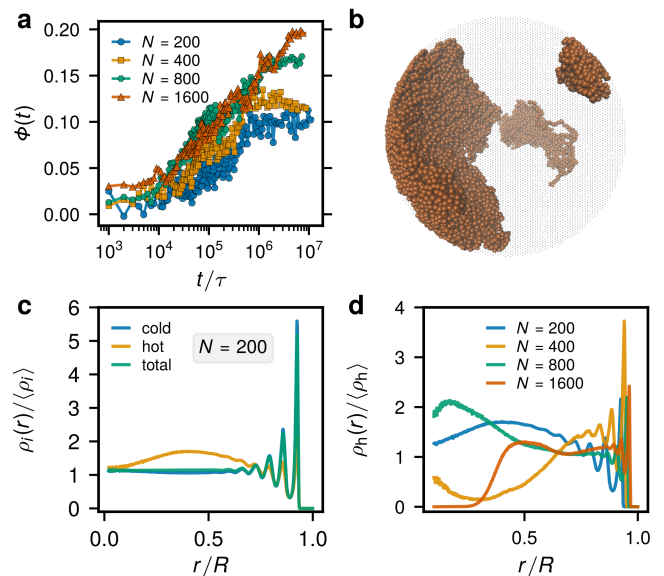 a
0.20
0.15
0.10
0.05
0.00
ϕ(t)
N = 200
N = 400
N = 800
N = 1600
10³ 10⁴ 10⁵ 10⁶ 10⁷
t/τ
b
c
6
5
4
3
2
1
0
ρᵢ(r)/⟨ρᵢ⟩
cold
hot
total
N = 200
0.0 0.5 1.0
r/R
d
4
3
2
1
0
ρₕ(r)/⟨ρₕ⟩
N = 200
N = 400
N = 800
N = 1600
0.5 1.0
r/R